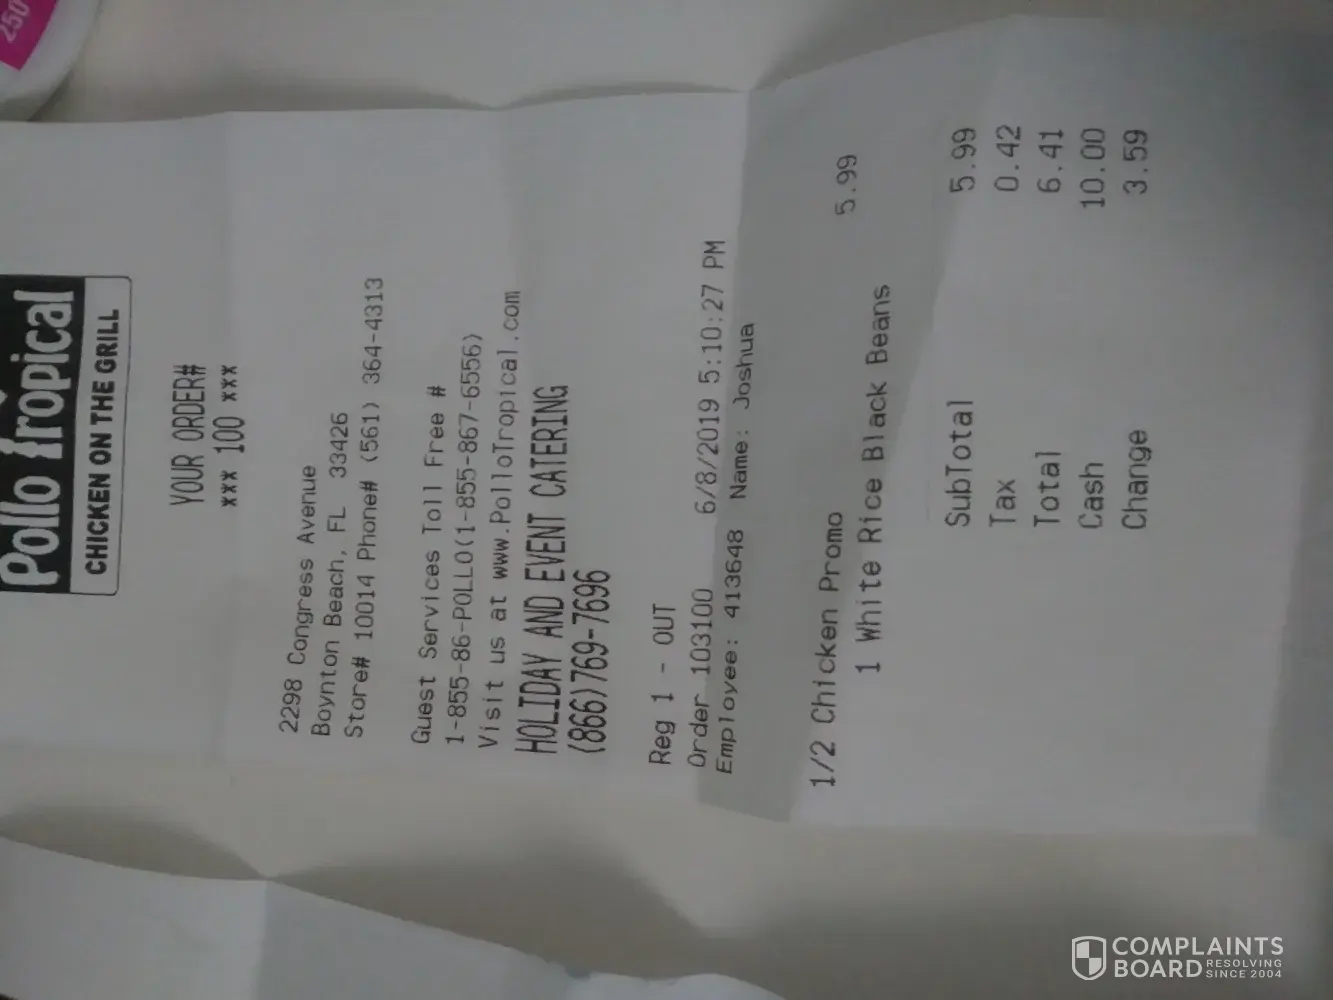 250
Pollo Tropical
CHICKEN ON THE GRILL
YOUR ORDER#
*** 100 ***
2298 Congress Avenue
Boynton Beach, FL 33426
Store# 10014 Phone# (561) 364-4313
Guest Services Toll Free #
1-855-86-POLLO(1-855-867-6556)
Visit us at www.PolloTropical.com
HOLIDAY AND EVENT CATERING
(866)769-7696
Reg 1 - OUT
Order 103100 6/8/2019 5:10:27 PM
Employee: 413648 Name: Joshua
1/2 Chicken Promo 5.99
1 White Rice Black Beans
SubTotal 5.99
Tax 0.42
Total 6.41
Cash 10.00
Change 3.59
COMPLAINTS
BOARD RESOLVING
SINCE 2004